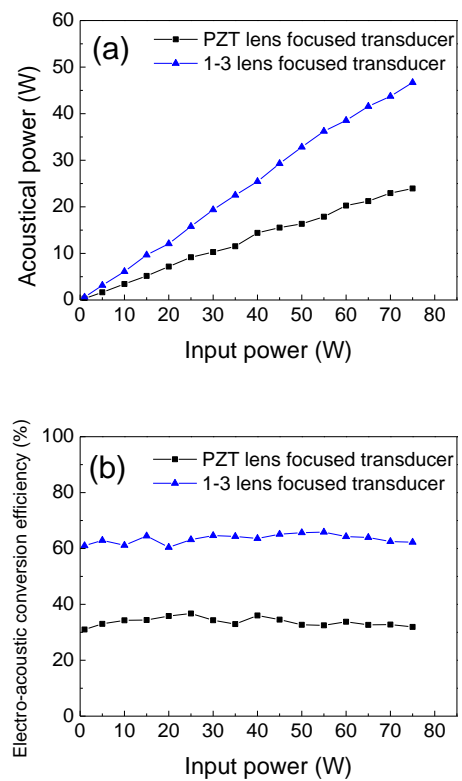 (a)
PZT lens focused transducer
1-3 lens focused transducer
Acoustical power (W)
60
50
40
30
20
10
0
0 10 20 30 40 50 60 70 80
Input power (W)
(b)
PZT lens focused transducer
1-3 lens focused transducer
Electro-acoustic conversion efficiency (%)
100
80
60
40
20
0
0 10 20 30 40 50 60 70 80
Input power (W)